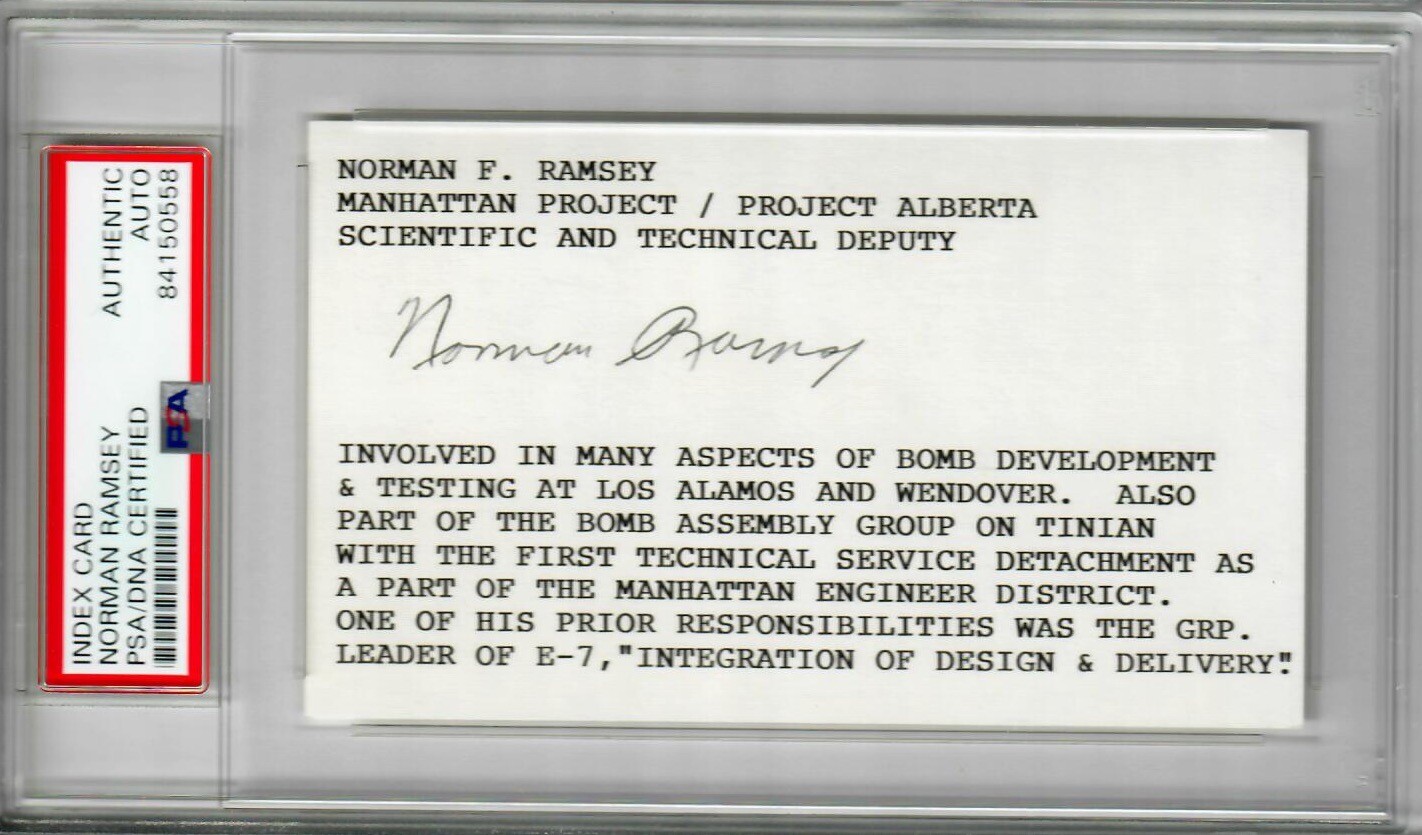 INDEX CARD
NORMAN RAMSEY
PSA/DNA CERTIFIED
AUTHENTIC
AUTO
84150558
PSA
NORMAN F. RAMSEY
MANHATTAN PROJECT / PROJECT ALBERTA
SCIENTIFIC AND TECHNICAL DEPUTY
Norman Ramsey
INVOLVED IN MANY ASPECTS OF BOMB DEVELOPMENT
& TESTING AT LOS ALAMOS AND WENDOVER. ALSO
PART OF THE BOMB ASSEMBLY GROUP ON TINIAN
WITH THE FIRST TECHNICAL SERVICE DETACHMENT AS
A PART OF THE MANHATTAN ENGINEER DISTRICT.
ONE OF HIS PRIOR RESPONSIBILITIES WAS THE GRP.
LEADER OF E-7,"INTEGRATION OF DESIGN & DELIVERY".